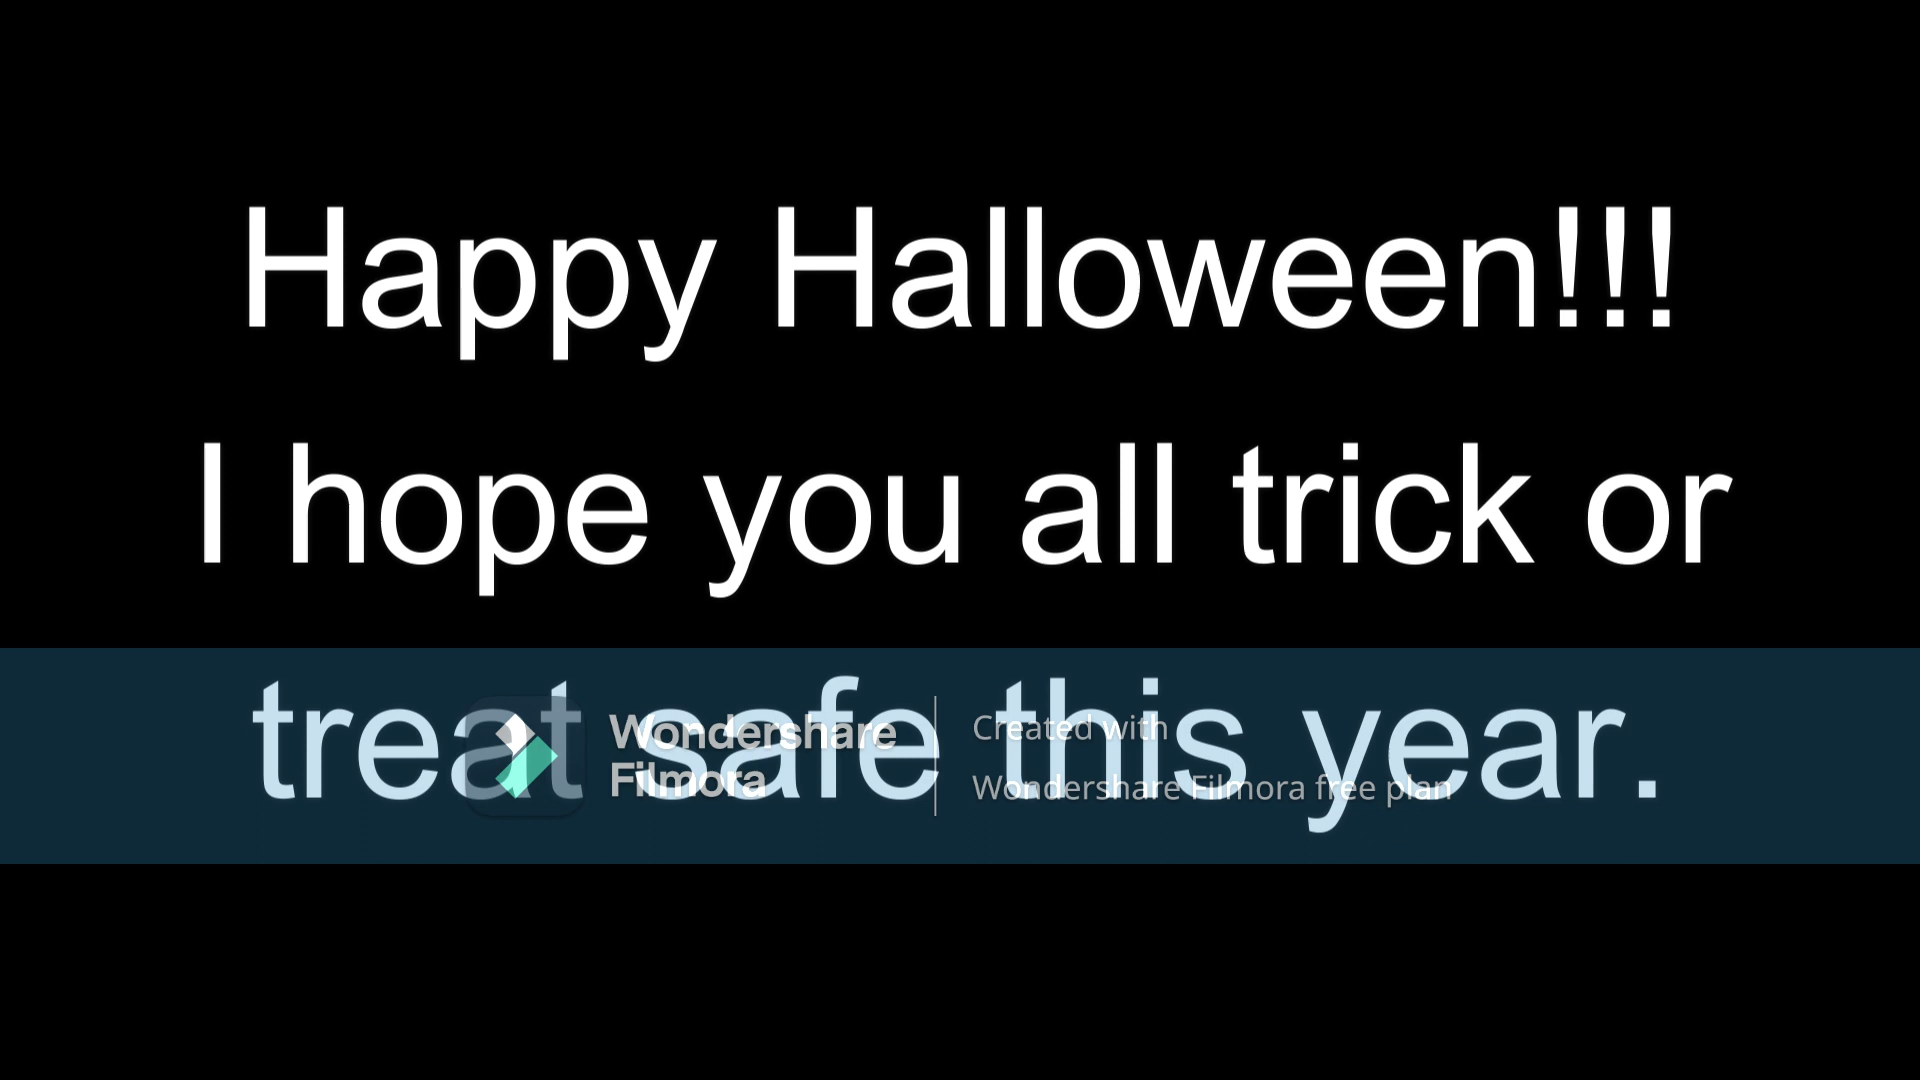 Happy Halloween!!!
I hope you all trick or
treat safe this year.
Wondershare
Filmora
Created with
Wondershare Filmora free plan